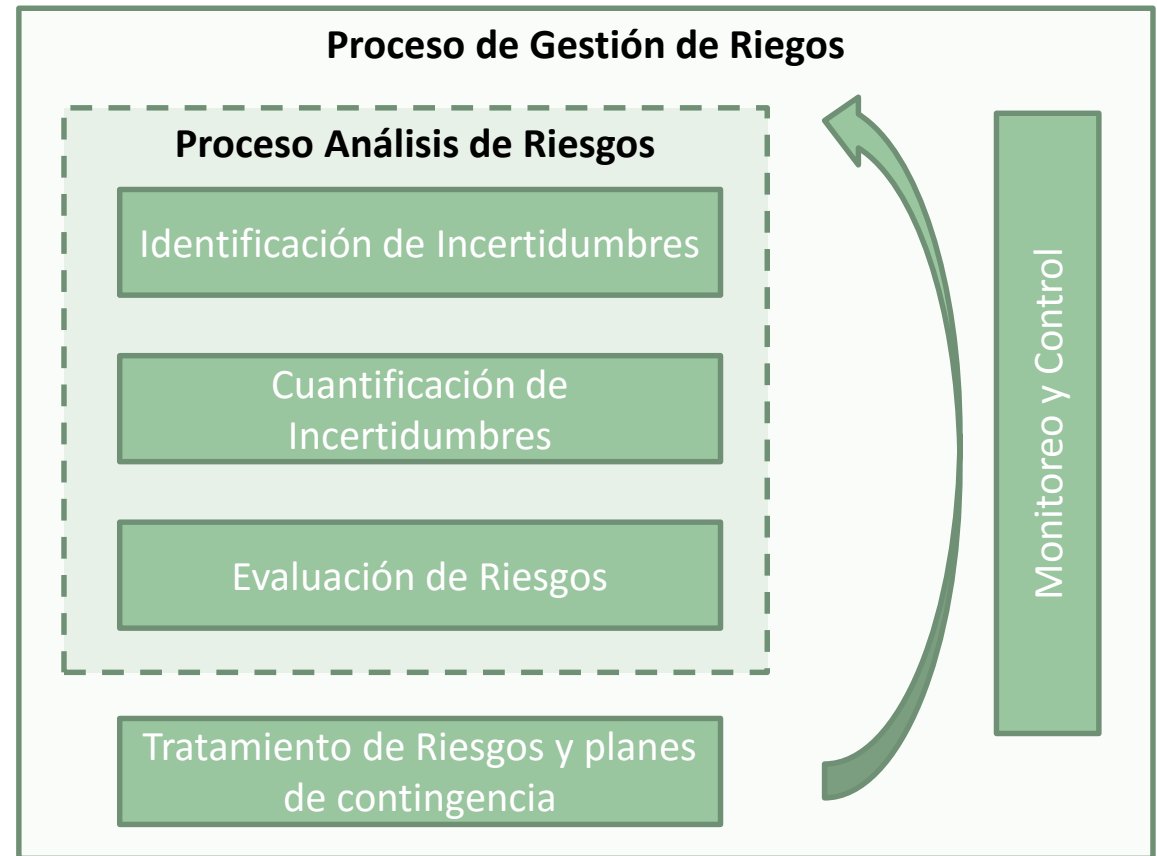 Proceso de Gestión de Riegos
Proceso Análisis de Riesgos
Identificación de Incertidumbres
Cuantificación de
Incertidumbres
Evaluación de Riesgos
Tratamiento de Riesgos y planes
de contingencia
Monitoreo y Control